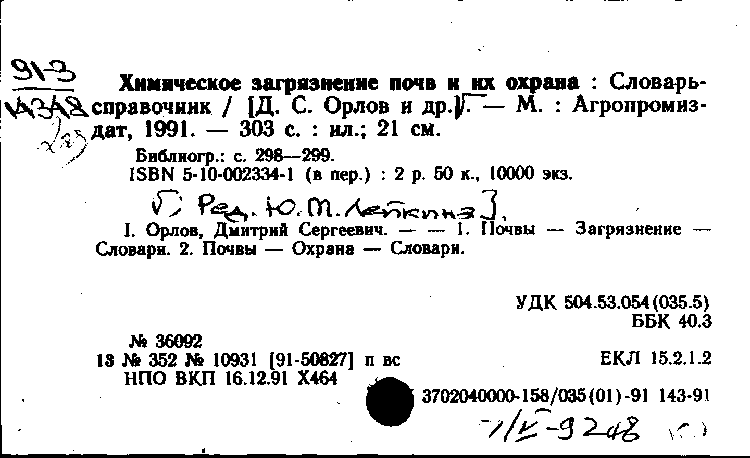 91-3
Химическое загрязнение почв и их охрана : Словарь-
справочник / [Д. С. Орлов и др.]. — М. : Агропромиз-
дат, 1991. — 303 с. : ил.; 21 см.
Библиогр.: с. 298—299.
ISBN 5-10-002334-1 (в пер.) : 2 р. 50 к., 10000 экз.
Ред. Ю.М.
I. Орлов, Дмитрий Сергеевич. — — 1. Почвы — Загрязнение —
Словари. 2. Почвы — Охрана — Словари.
УДК 504.53.054(035.5)
ББК 40.3
№ 36092
13 № 352 № 10931 [91-50827] п вс
ЕКЛ 15.2.1.2
НПО ВКП 16.12.91 Х464
3702040000-158/035(01)-91 143-91